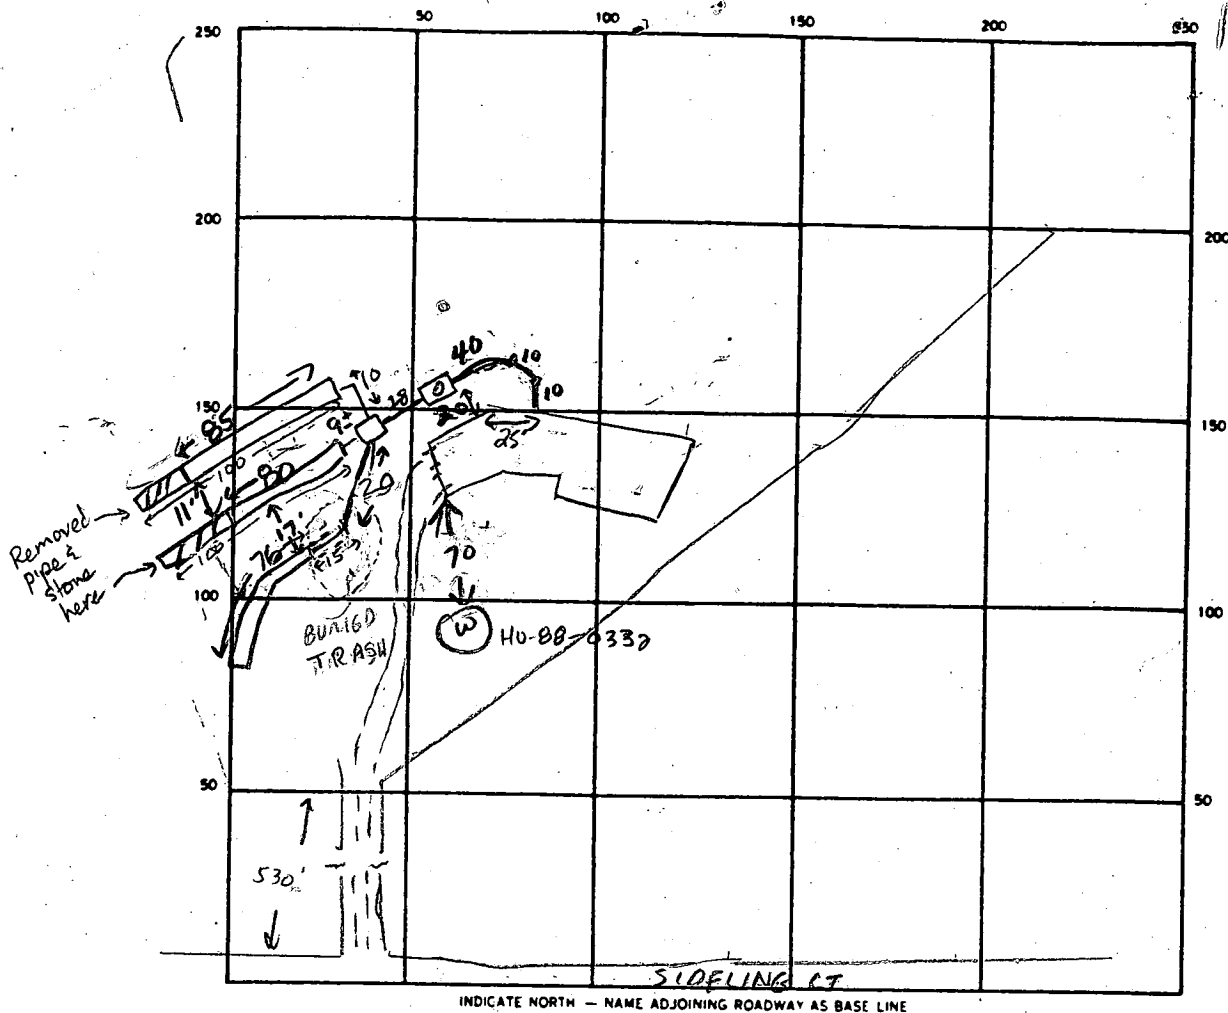 50 100 150 200 250
250
200 200
150 150
100 100
50 50
40
10
10
10
28
O
20
25
9'
85
100
80
11'
20
17'
76
15
100
Removed
pipe &
stone
here
70
BURIED
TRASH
W HO-88-0332
530'
SIDELING CT
INDICATE NORTH — NAME ADJOINING ROADWAY AS BASE LINE